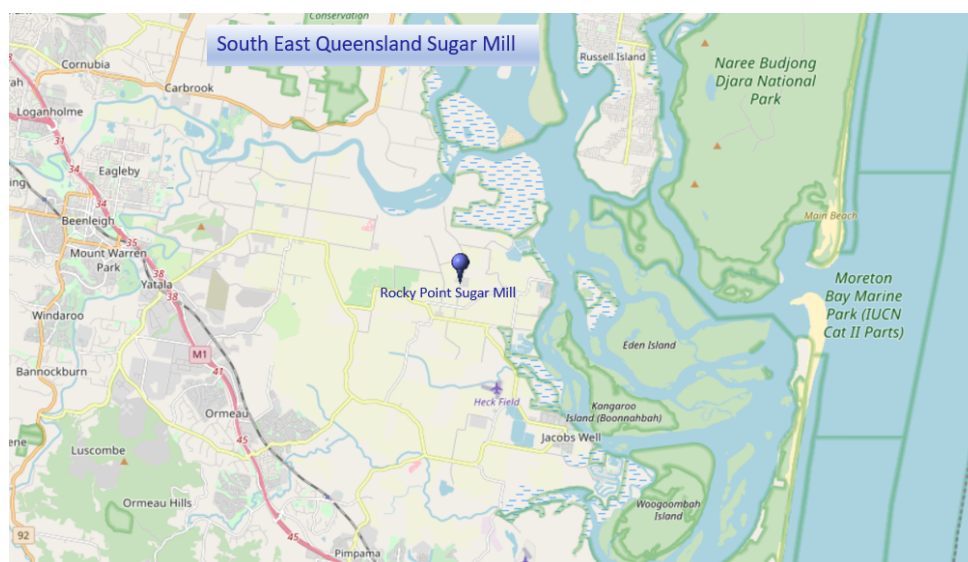 Conservation
South East Queensland Sugar Mill
Cornubia
Carbrook
Russell Island
Naree Budjong
Djara National
Park
Loganholme
31
34
Eagleby
34
Beenleigh
35
Main Beach
Mount Warren
Park
38
Yatala
38
Rocky Point Sugar Mill
Moreton
Bay Marine
Park (IUCN
Cat II Parts)
Windaroo
Eden Island
M1
Bannockburn
41
Heck Field
Kangaroo
Island (Boonnahbah)
Ormeau
Jacobs Well
45
Luscombe
Ormeau Hills
Woogoompah
Island
92
45
Pimpama